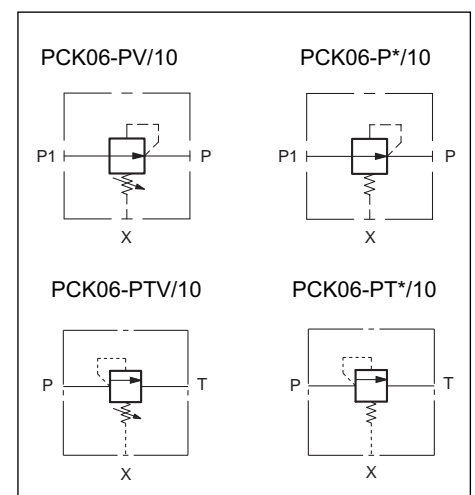 PCK06-PV/10 PCK06-P*/10
P1 P P1 P
X X
PCK06-PTV/10 PCK06-PT*/10
P T P T
X X